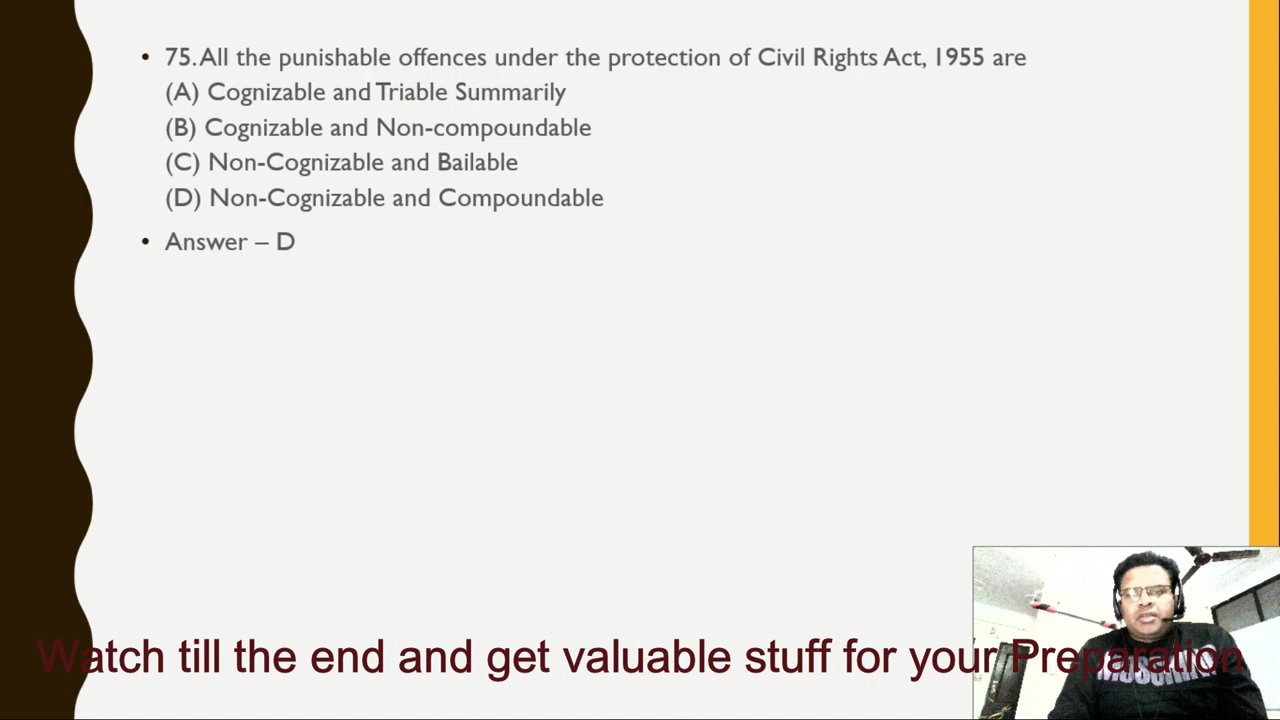 • 75. All the punishable offences under the protection of Civil Rights Act, 1955 are
(A) Cognizable and Triable Summarily
(B) Cognizable and Non-compoundable
(C) Non-Cognizable and Bailable
(D) Non-Cognizable and Compoundable
• Answer – D
Watch till the end and get valuable stuff for your Preparation